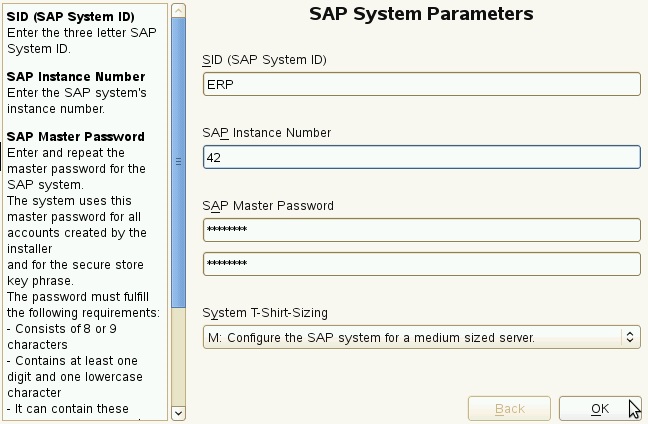 SID (SAP System ID)
Enter the three letter SAP
System ID.
SAP Instance Number
Enter the SAP system's
instance number.
SAP Master Password
Enter and repeat the
master password for the
SAP system.
The system uses this
master password for all
accounts created by the
installer
and for the secure store
key phrase.
The password must fulfill
the following requirements:
- Consists of 8 or 9
characters
- Contains at least one
digit and one lowercase
character
- It can contain these
SAP System Parameters
SID (SAP System ID)
ERP
SAP Instance Number
42
SAP Master Password
********
********
System T-Shirt-Sizing
M: Configure the SAP system for a medium sized server.
Back
OK